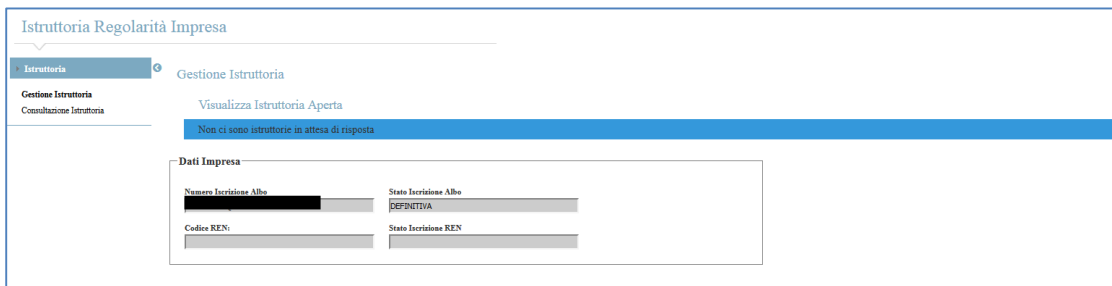 Istruttoria Regolarità Impresa
Istruttoria
Gestione Istruttoria
Consultazione Istruttoria
Gestione Istruttoria
Visualizza Istruttoria Aperta
Non ci sono istruttorie in attesa di risposta
Dati Impresa
Numero Iscrizione Albo Stato Iscrizione Albo
DEFINITIVA
Codice REN: Stato Iscrizione REN